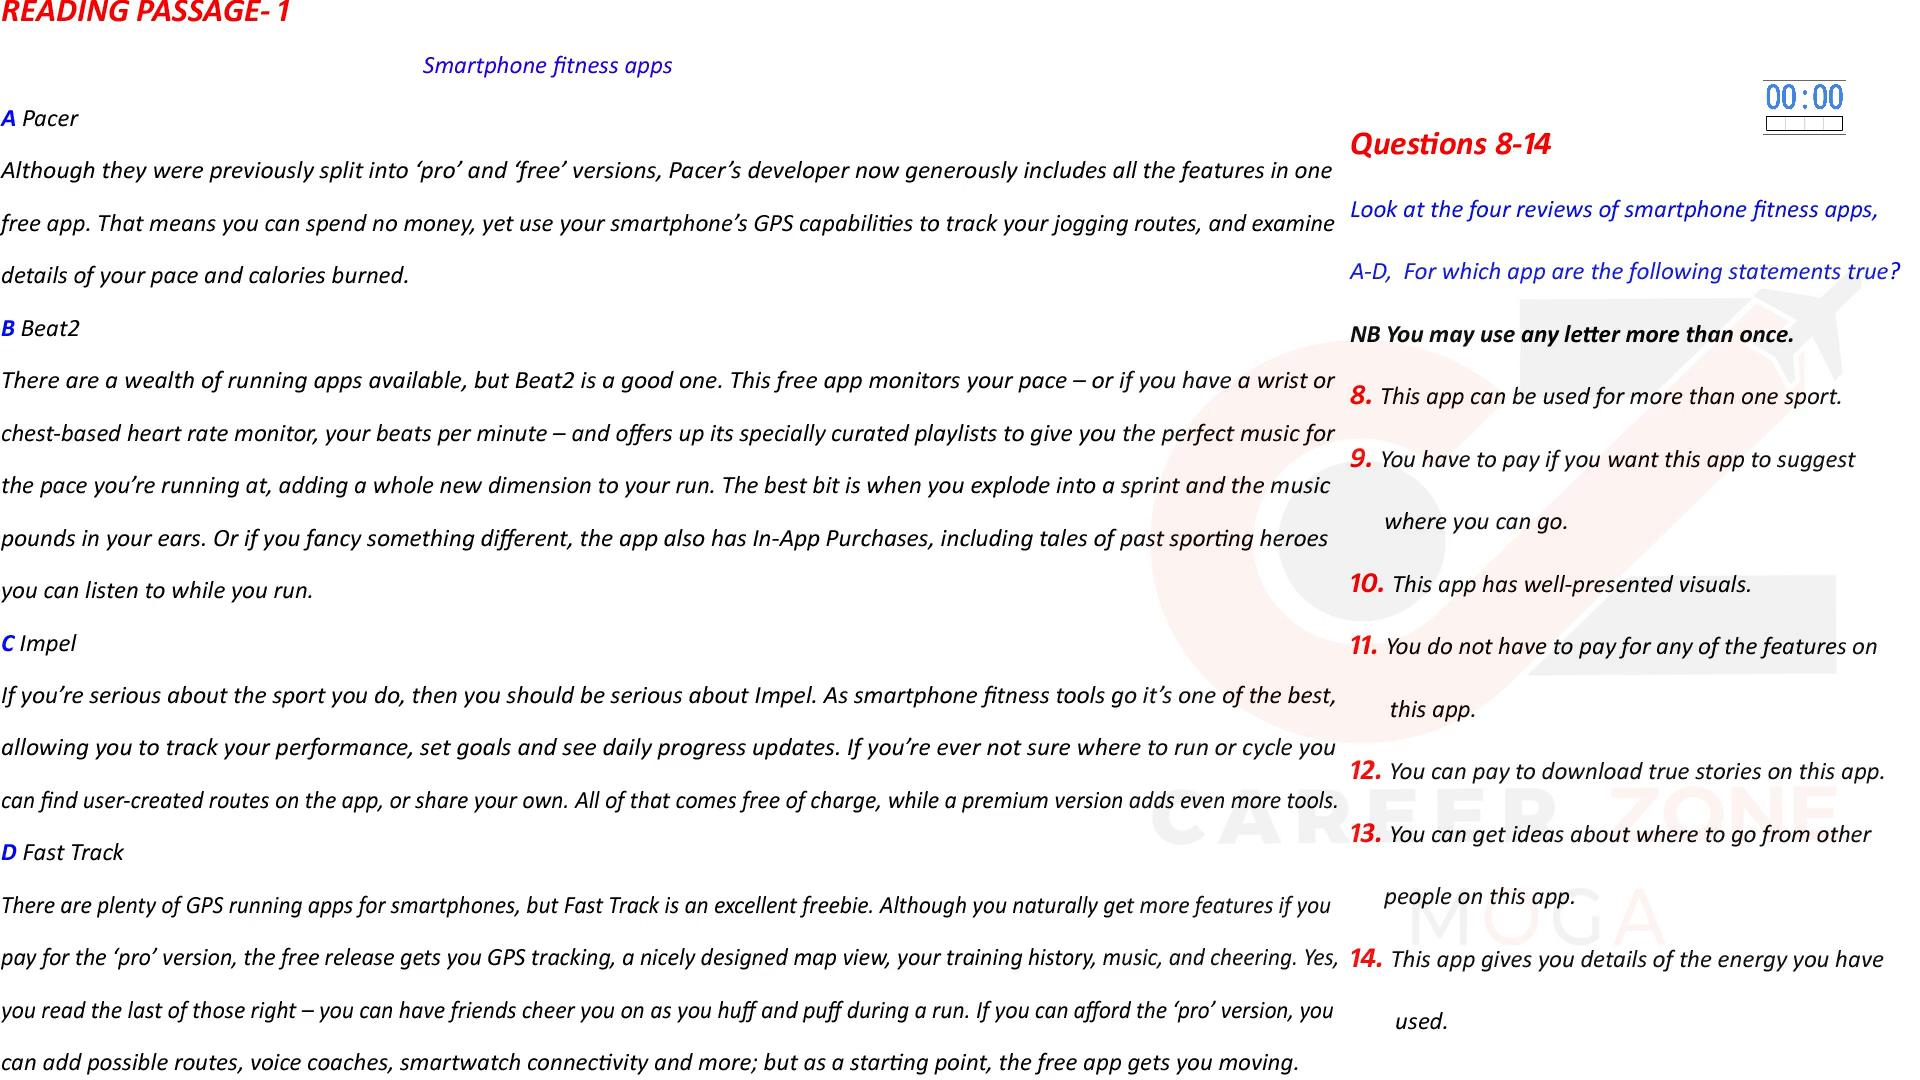 READING PASSAGE- 1
Smartphone fitness apps
A Pacer
Although they were previously split into ‘pro’ and ‘free’ versions, Pacer’s developer now generously includes all the features in one
free app. That means you can spend no money, yet use your smartphone’s GPS capabilities to track your jogging routes, and examine
details of your pace and calories burned.
B Beat2
There are a wealth of running apps available, but Beat2 is a good one. This free app monitors your pace – or if you have a wrist or
chest-based heart rate monitor, your beats per minute – and offers up its specially curated playlists to give you the perfect music for
the pace you’re running at, adding a whole new dimension to your run. The best bit is when you explode into a sprint and the music
pounds in your ears. Or if you fancy something different, the app also has In-App Purchases, including tales of past sporting heroes
you can listen to while you run.
C Impel
If you’re serious about the sport you do, then you should be serious about Impel. As smartphone fitness tools go it’s one of the best,
allowing you to track your performance, set goals and see daily progress updates. If you’re ever not sure where to run or cycle you
can find user-created routes on the app, or share your own. All of that comes free of charge, while a premium version adds even more tools.
D Fast Track
There are plenty of GPS running apps for smartphones, but Fast Track is an excellent freebie. Although you naturally get more features if you
pay for the ‘pro’ version, the free release gets you GPS tracking, a nicely designed map view, your training history, music, and cheering. Yes,
you read the last of those right – you can have friends cheer you on as you huff and puff during a run. If you can afford the ‘pro’ version, you
can add possible routes, voice coaches, smartwatch connectivity and more; but as a starting point, the free app gets you moving.
00:00
Questions 8-14
Look at the four reviews of smartphone fitness apps,
A-D, For which app are the following statements true?
NB You may use any letter more than once.
8. This app can be used for more than one sport.
9. You have to pay if you want this app to suggest
where you can go.
10. This app has well-presented visuals.
11. You do not have to pay for any of the features on
this app.
12. You can pay to download true stories on this app.
13. You can get ideas about where to go from other
people on this app.
14. This app gives you details of the energy you have
used.
CAREER ZONE
MOGA